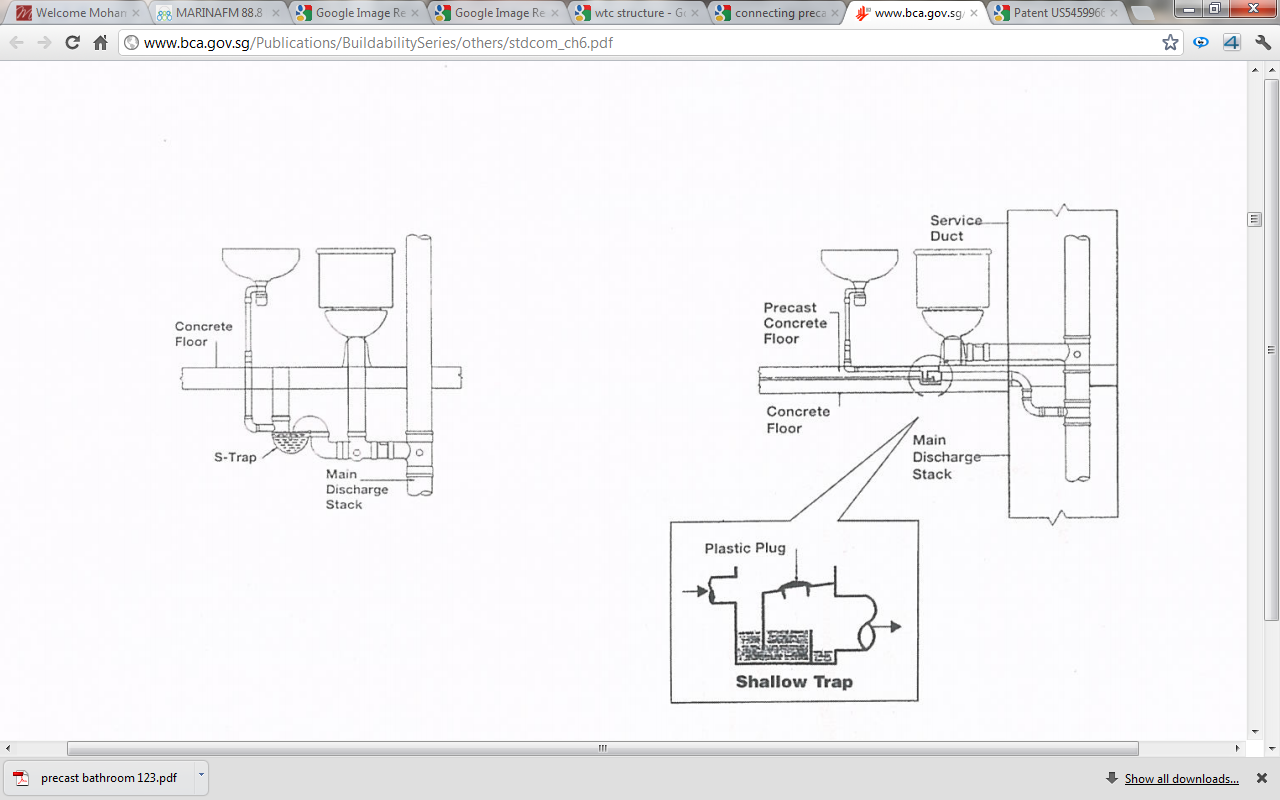 Welcome Mohan
MARINAFM 88.8
Google Image Re
Google Image Re
wtc structure - G
connecting preca
www.bca.gov.sg/
Patent US545996
www.bca.gov.sg/Publications/BuildabilitySeries/others/stdcom_ch6.pdf
Concrete
Floor
S-Trap
Main
Discharge
Stack
Service
Duct
Precast
Concrete
Floor
Concrete
Floor
Main
Discharge
Stack
Plastic Plug
Shallow Trap
precast bathroom 123.pdf
Show all downloads...